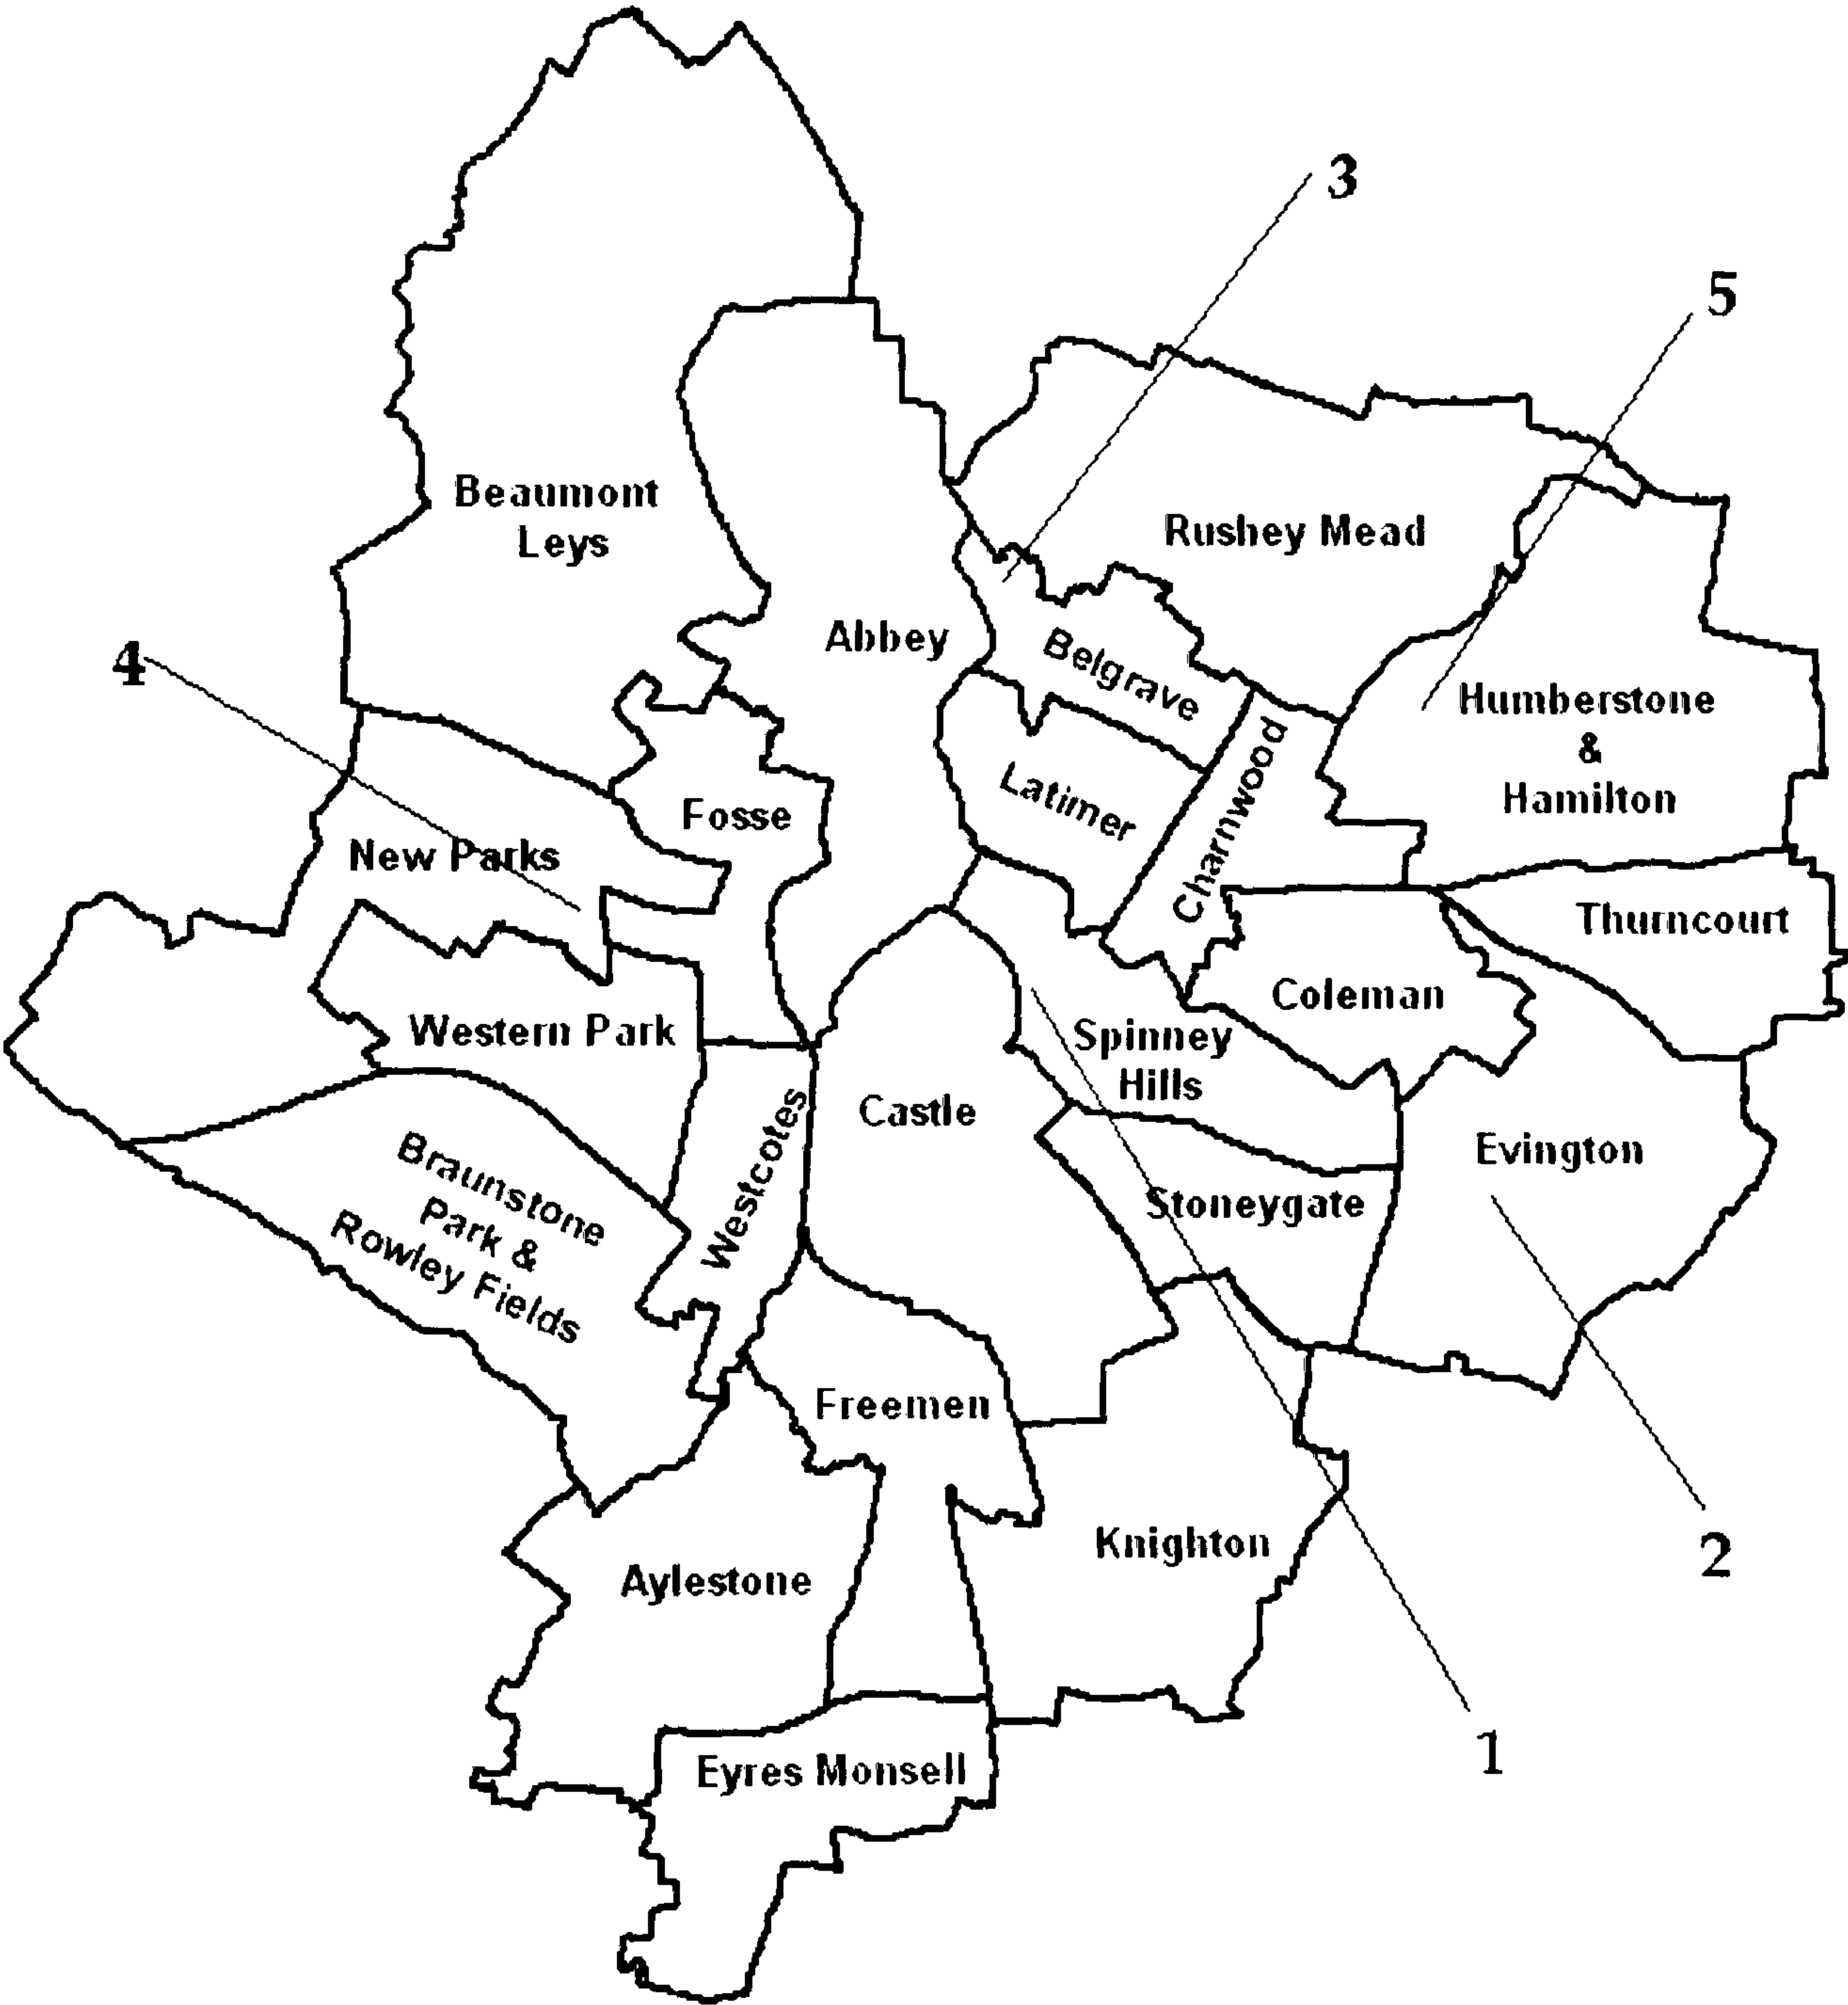 3
5
Beaumont
Leys
Rushey Mead
Abbey
Belgrave
4
Humberstone
&
Hamilton
Charnwood
Latimer
Fosse
New Parks
Thurncourt
Coleman
Western Park
Spinney
Hills
Castle
Westcotes
Evington
Braunstone
Park &
Rowley Fields
Stoneygate
Freemen
Knighton
2
Aylestone
1
Eyres Monsell